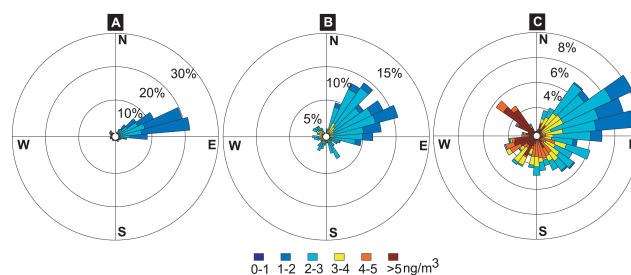 A B C
N N N
30% 15% 8%
20% 10% 6%
10% 5% 4%
W E W E W E
S S S
0-1 1-2 2-3 3-4 4-5 >5 ng/m3